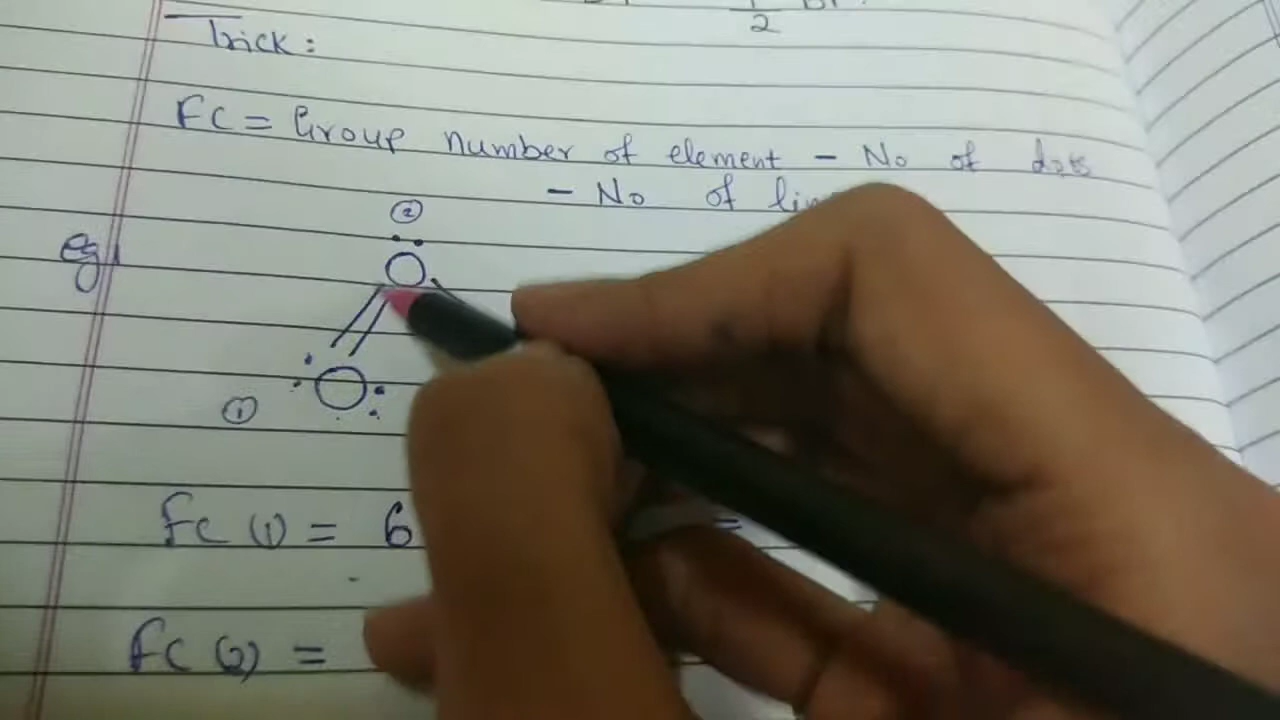 Trick:
FC = Group number of element - No of dots
- No of
eg
②
O
O
①
FC (1) = 6 =
FC (2) =